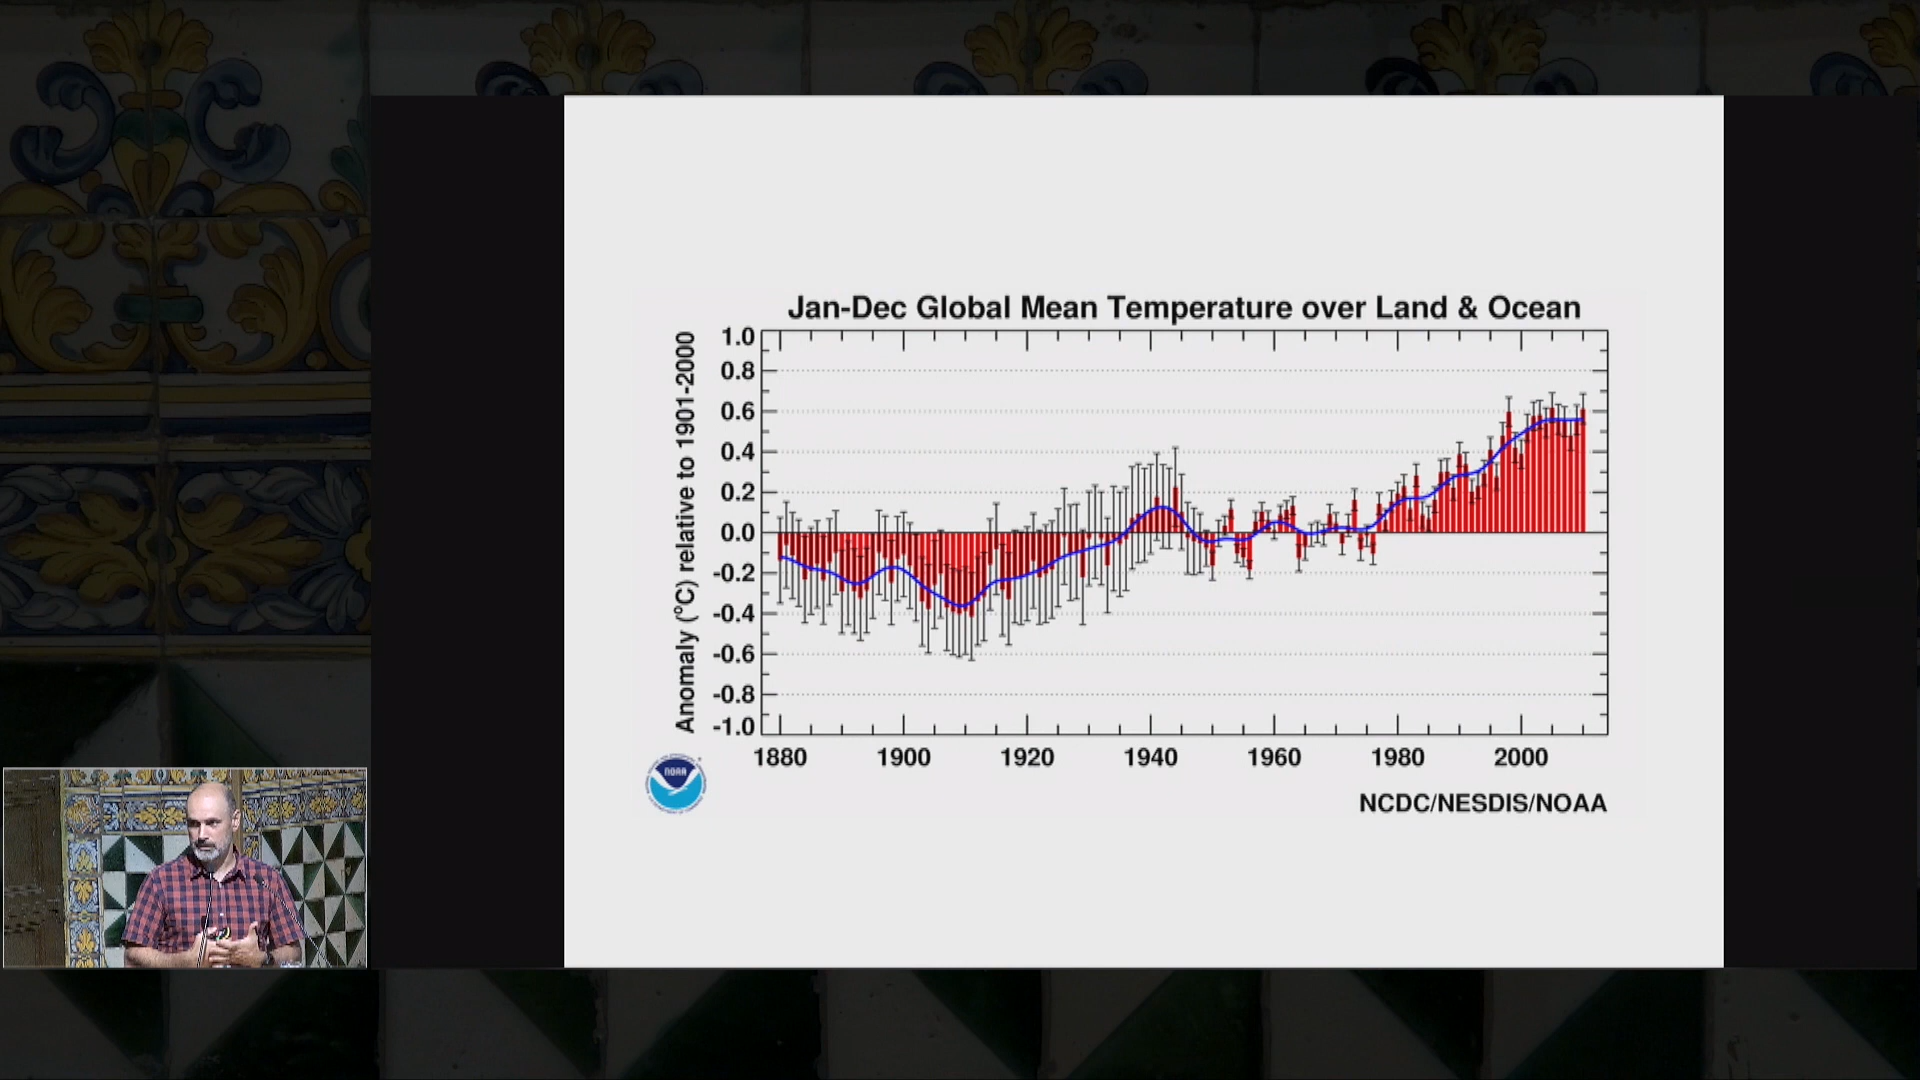 Jan-Dec Global Mean Temperature over Land & Ocean
Anomaly (°C) relative to 1901-2000
1.0
0.8
0.6
0.4
0.2
0.0
-0.2
-0.4
-0.6
-0.8
-1.0
1880 1900 1920 1940 1960 1980 2000
NOAA
NCDC/NESDIS/NOAA